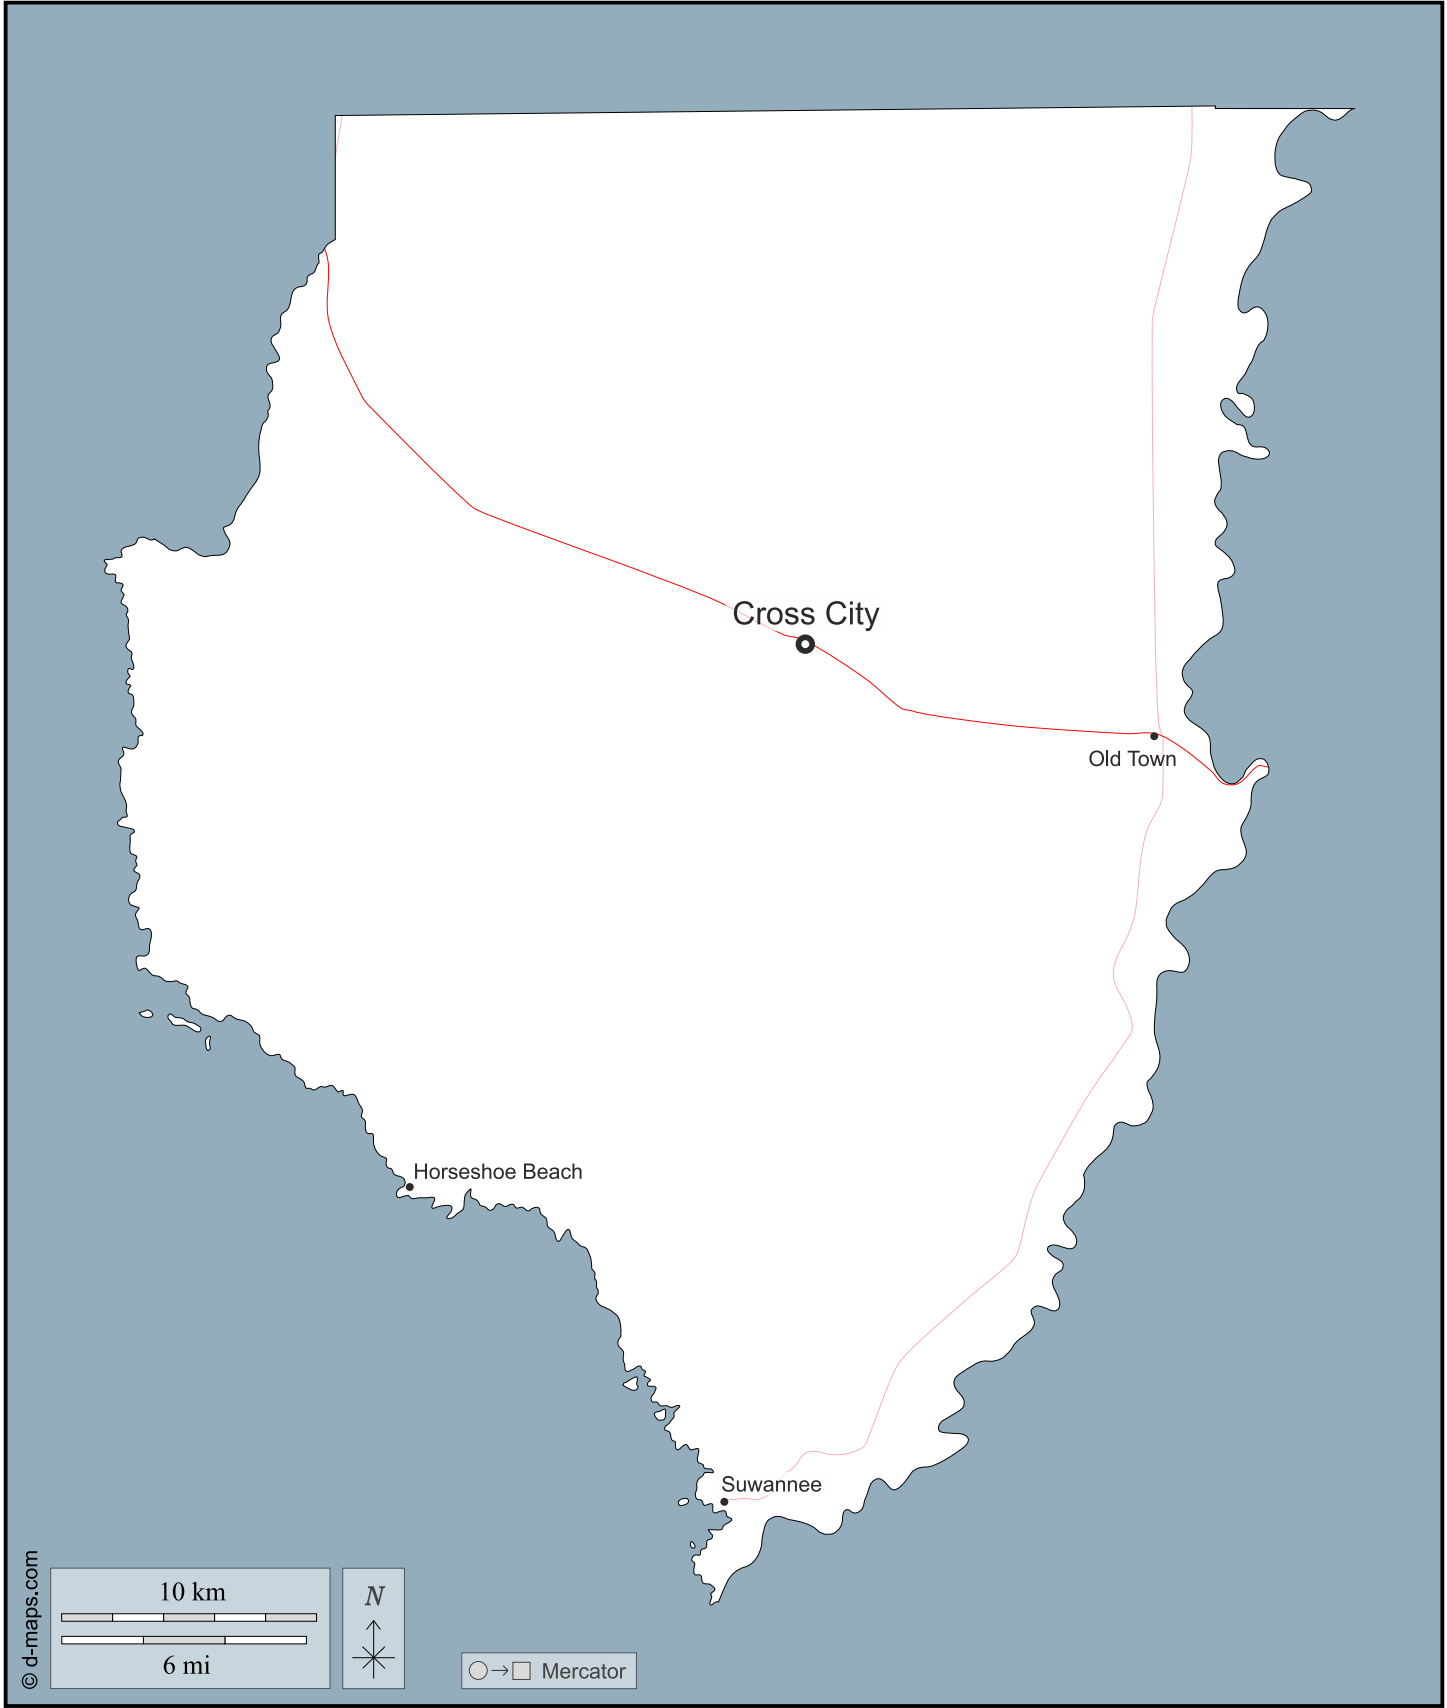 Cross City
Old Town
Horseshoe Beach
Suwannee
© d-maps.com
10 km
6 mi
N
Mercator